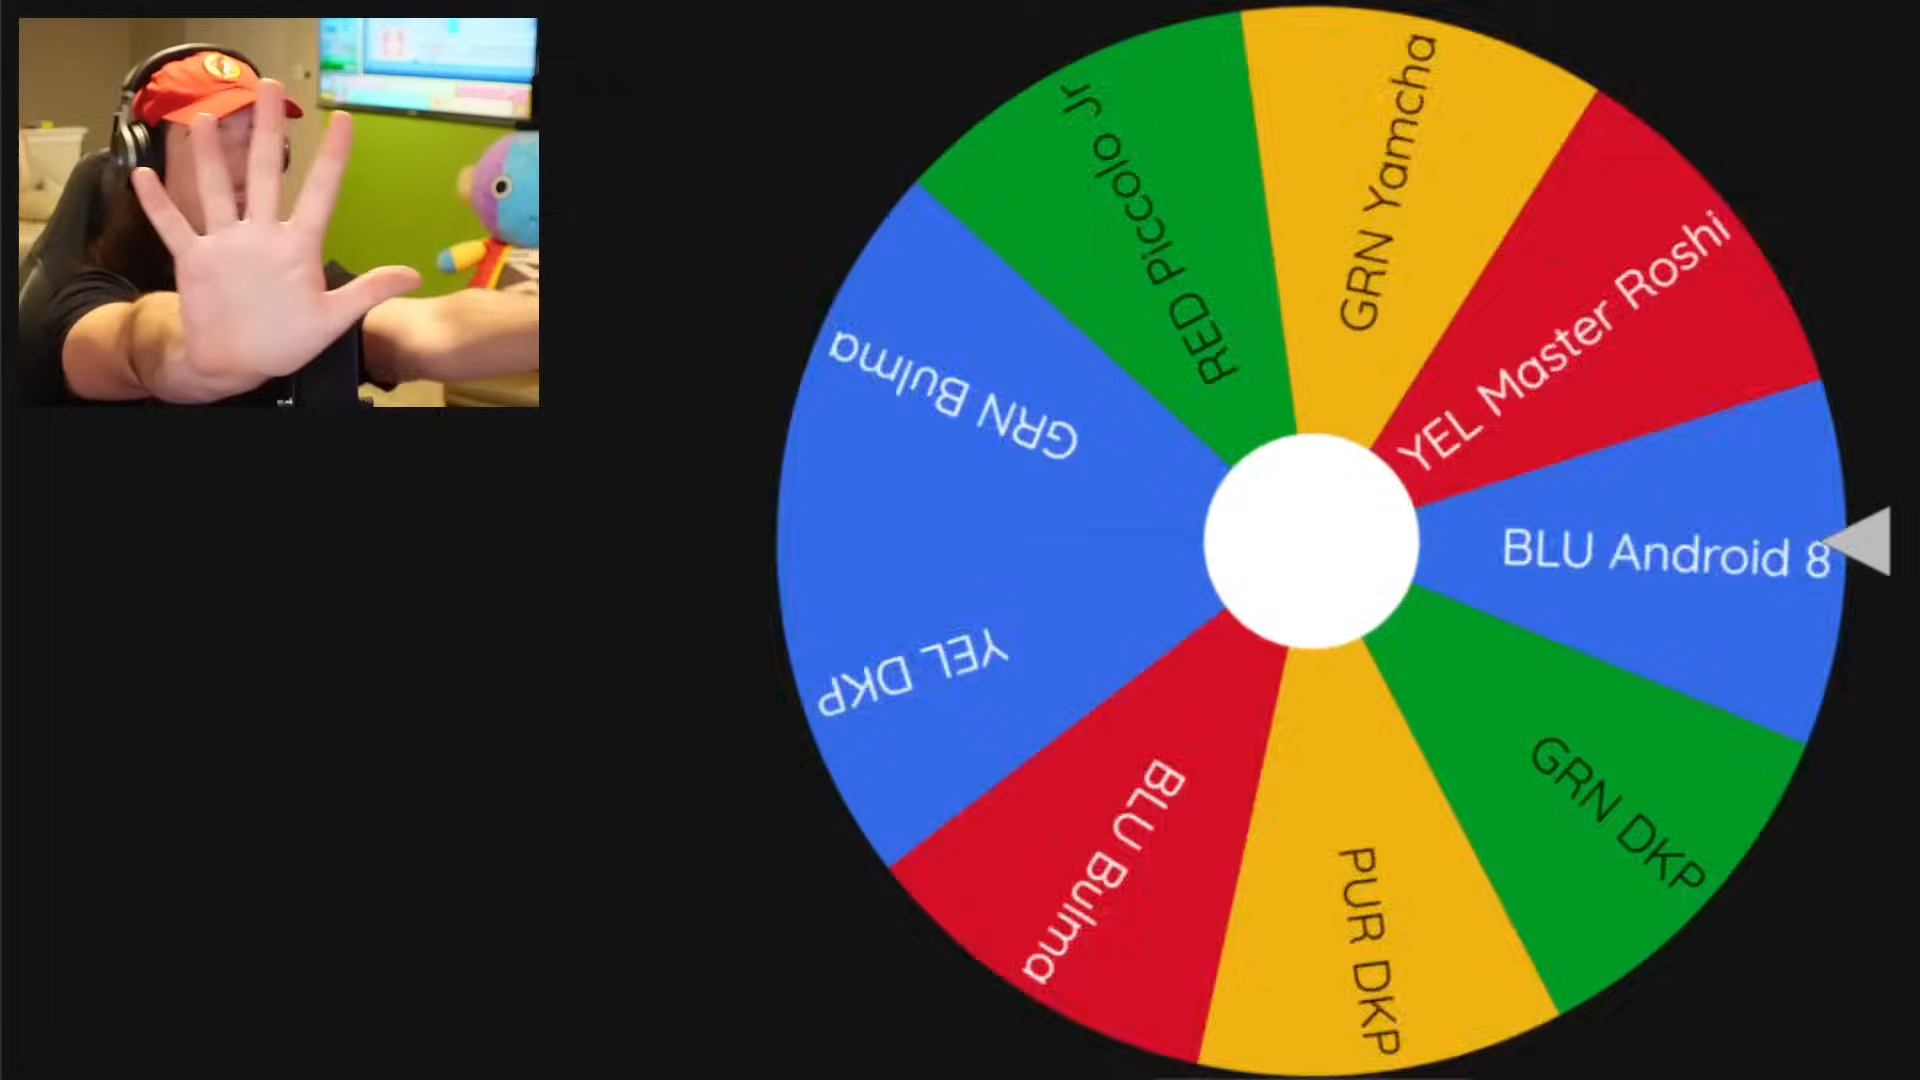 GRN Yamcha
YEL Master Roshi
BLU Android 8
GRN DKP
PUR DKP
BLU Bulma
YEL DKP
GRN Bulma
RED Piccolo Jr